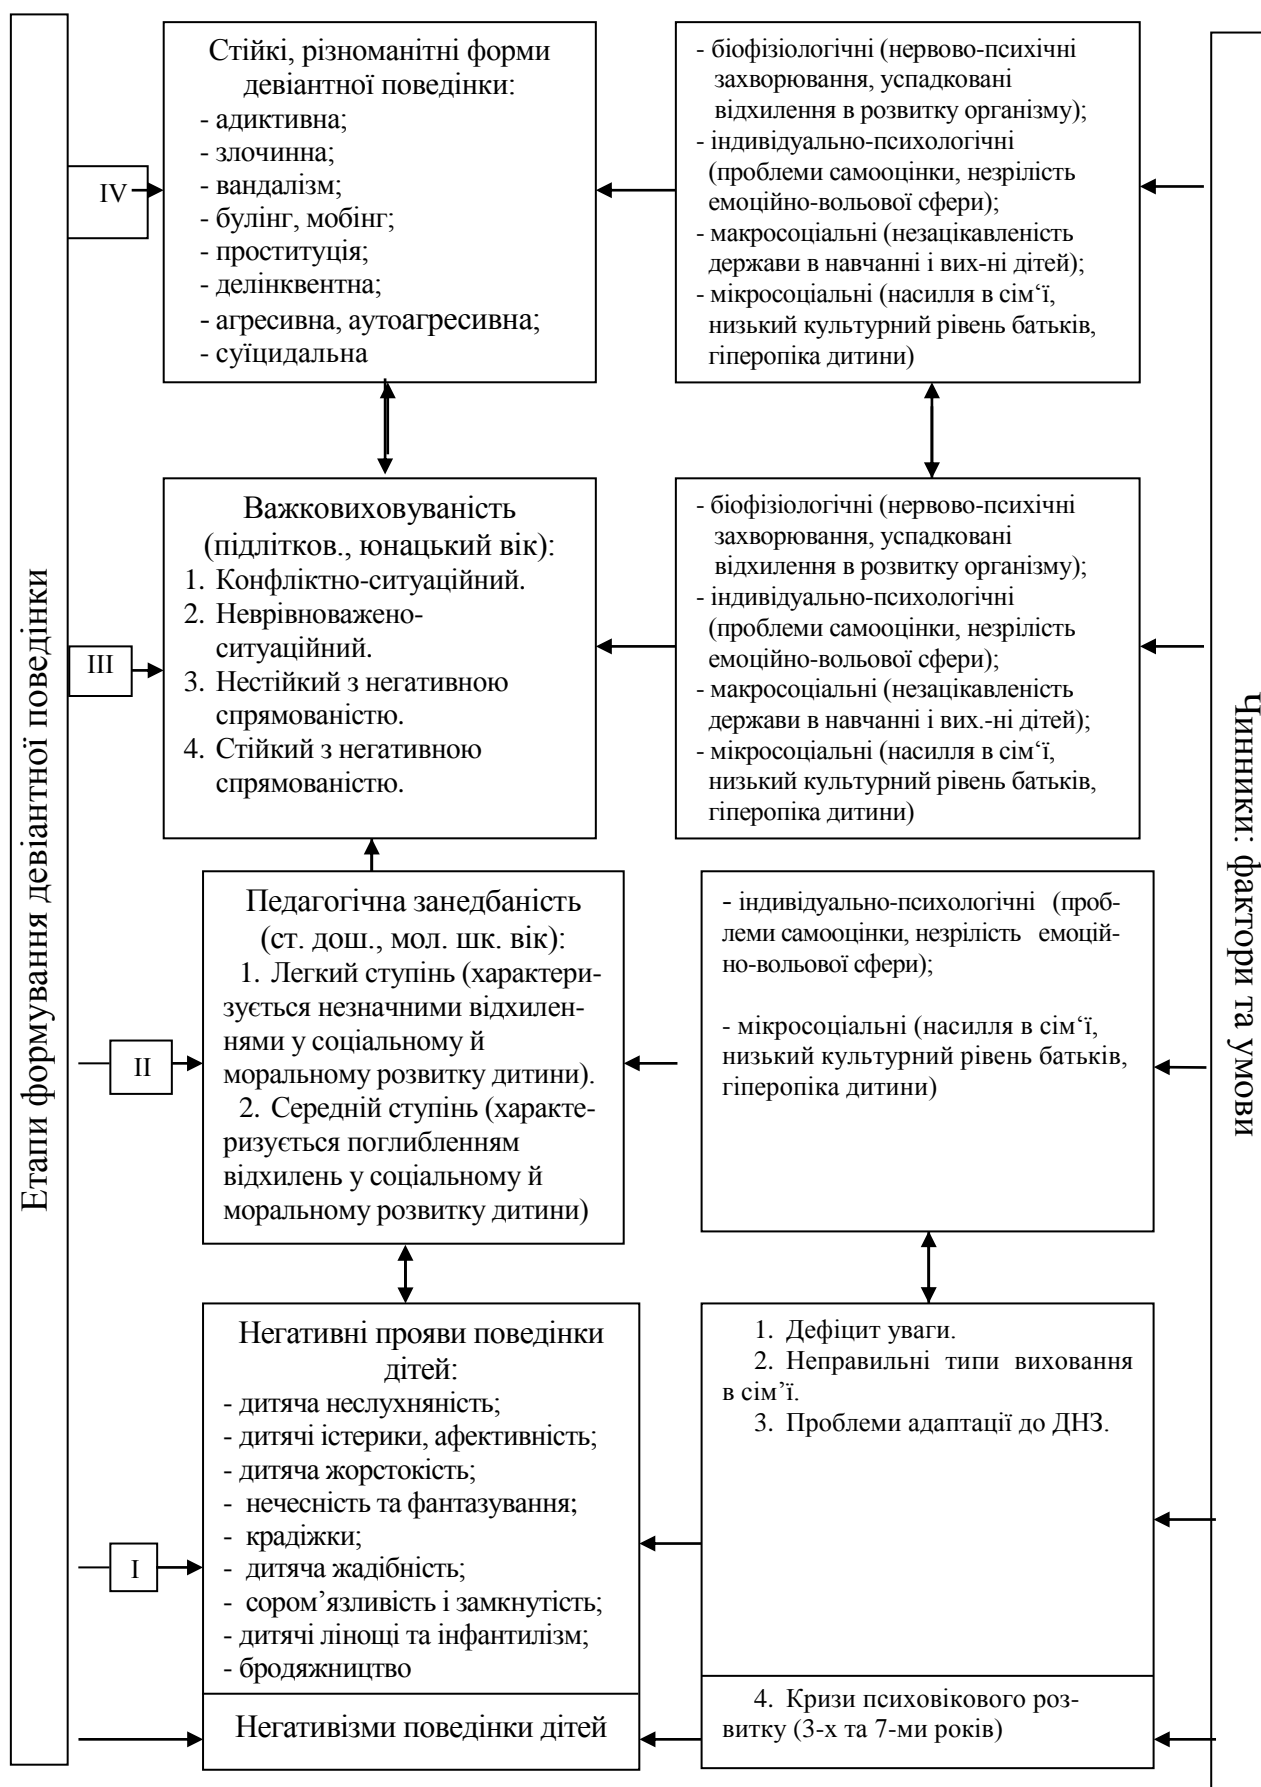 Етапи формування девіантної поведінки
IV
Стійкі, різноманітні форми
девіантної поведінки:
- адиктивна;
- злочинна;
- вандалізм;
- булінг, мобінг;
- проституція;
- делінквентна;
- агресивна, аутоагресивна;
- суїцидальна
- біофізіологічні (нервово-психічні
захворювання, успадковані
відхилення в розвитку організму);
- індивідуально-психологічні
(проблеми самооцінки, незрілість
емоційно-вольової сфери);
- макросоціальні (незацікавленість
держави в навчанні і вих-ні дітей);
- мікросоціальні (насилля в сім‘ї,
низький культурний рівень батьків,
гіперопіка дитини)
III
Важковиховуваність
(підлітков., юнацький вік):
1. Конфліктно-ситуаційний.
2. Неврівноважено-
ситуаційний.
3. Нестійкий з негативною
спрямованістю.
4. Стійкий з негативною
спрямованістю.
- біофізіологічні (нервово-психічні
захворювання, успадковані
відхилення в розвитку організму);
- індивідуально-психологічні
(проблеми самооцінки, незрілість
емоційно-вольової сфери);
- макросоціальні (незацікавленість
держави в навчанні і вих.-ні дітей);
- мікросоціальні (насилля в сім‘ї,
низький культурний рівень батьків,
гіперопіка дитини)
II
Педагогічна занедбаність
(ст. дош., мол. шк. вік):
1. Легкий ступінь (характери-
зується незначними відхилен-
нями у соціальному й
моральному розвитку дитини).
2. Середній ступінь (характе-
ризується поглибленням
відхилень у соціальному й
моральному розвитку дитини)
- індивідуально-психологічні (проб-
леми самооцінки, незрілість емоцій-
но-вольової сфери);
- мікросоціальні (насилля в сім‘ї,
низький культурний рівень батьків,
гіперопіка дитини)
I
Негативні прояви поведінки
дітей:
- дитяча неслухняність;
- дитячі істерики, афективність;
- дитяча жорстокість;
- нечесність та фантазування;
- крадіжки;
- дитяча жадібність;
- сором’язливість і замкнутість;
- дитячі лінощі та інфантилізм;
- бродяжництво
Негативізми поведінки дітей
1. Дефіцит уваги.
2. Неправильні типи виховання
в сім’ї.
3. Проблеми адаптації до ДНЗ.
4. Кризи психовікового роз-
витку (3-х та 7-ми років)
Чинники: фактори та умови